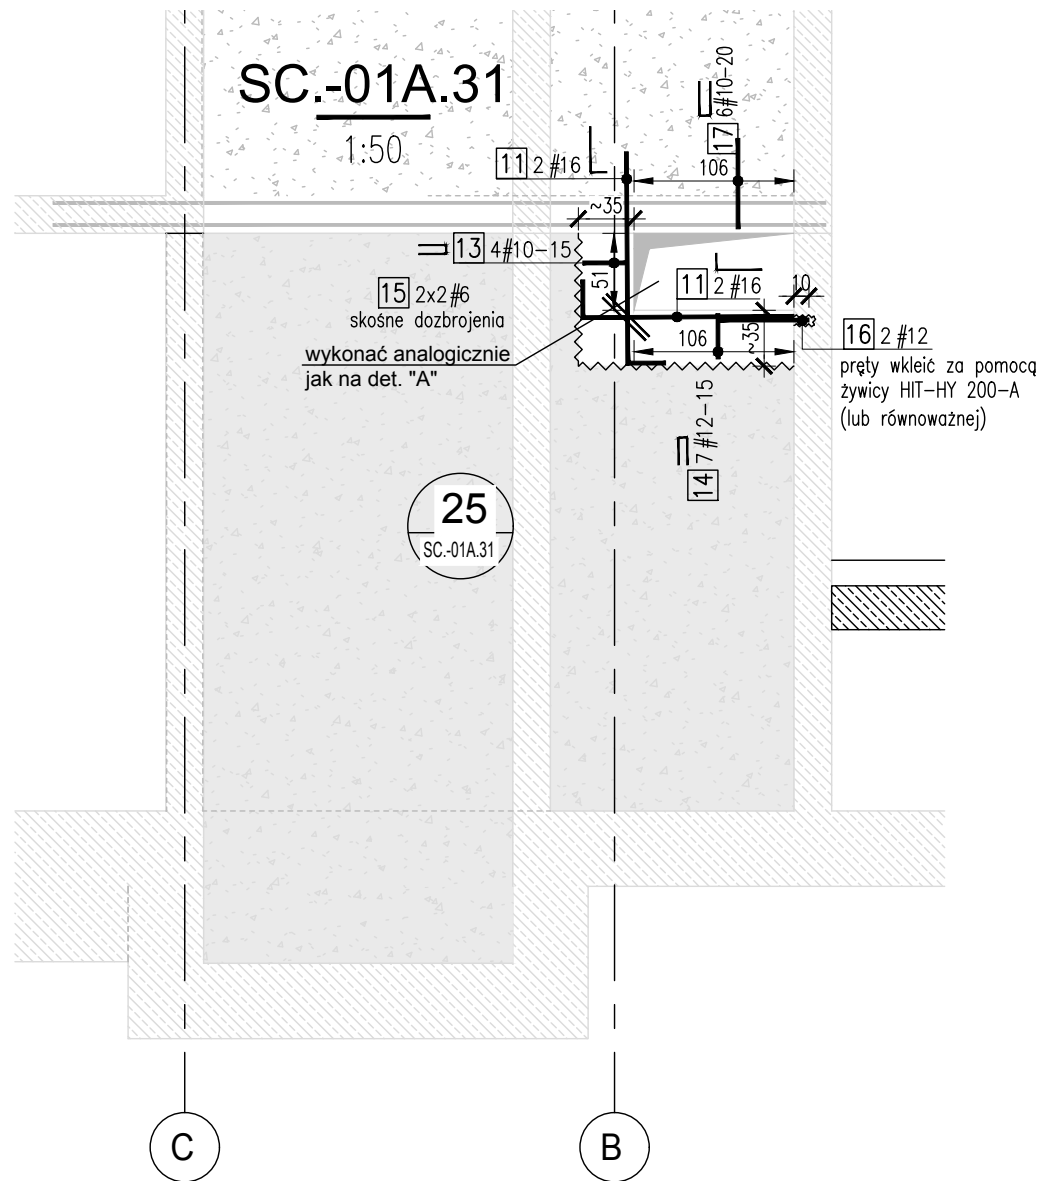 SC.-01A.31
1:50
17 6#10-20
11 2 #16
106
~35
13 4#10-15
51
11 2 #16
10
15 2x2#6
skośne dozbrojenia
wykonać analogicznie
jak na det. "A"
106
~35
16 2 #12
pręty wkleić za pomocą
żywicy HIT-HY 200-A
(lub równoważnej)
14 7#12-15
25
SC.-01A.31
C
B